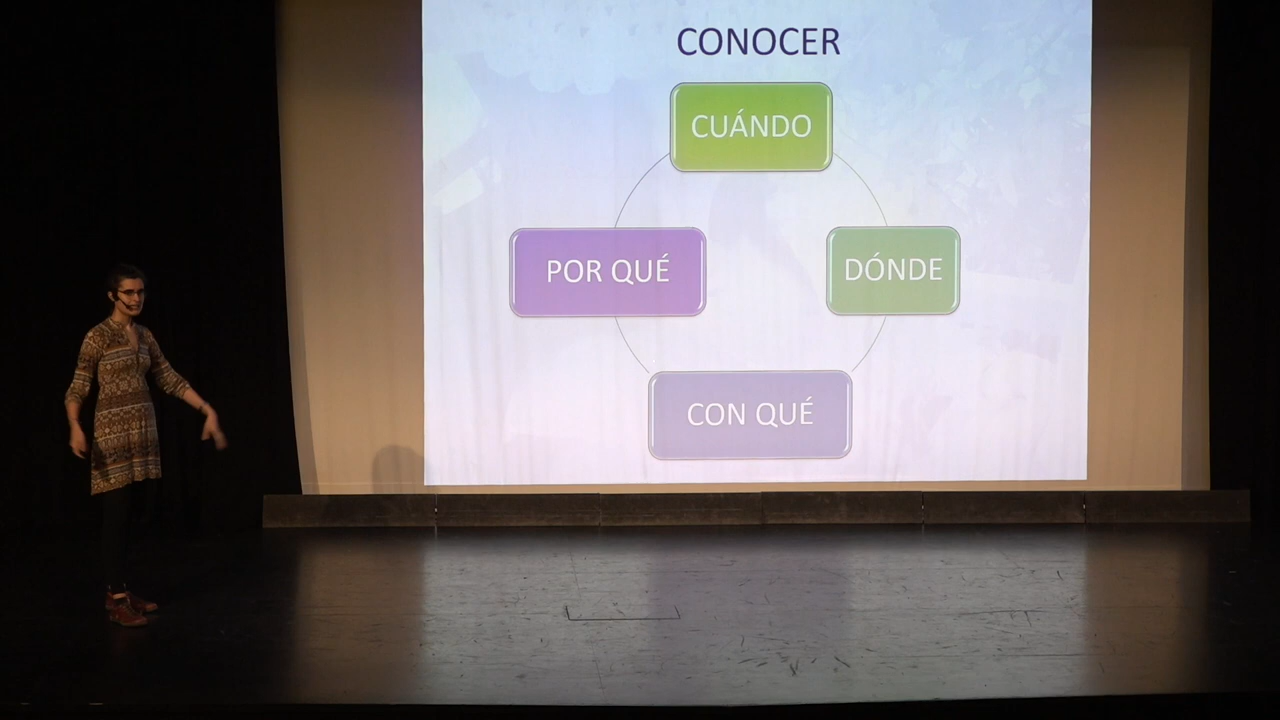 CONOCER
CUÁNDO
POR QUÉ
DÓNDE
CON QUÉ